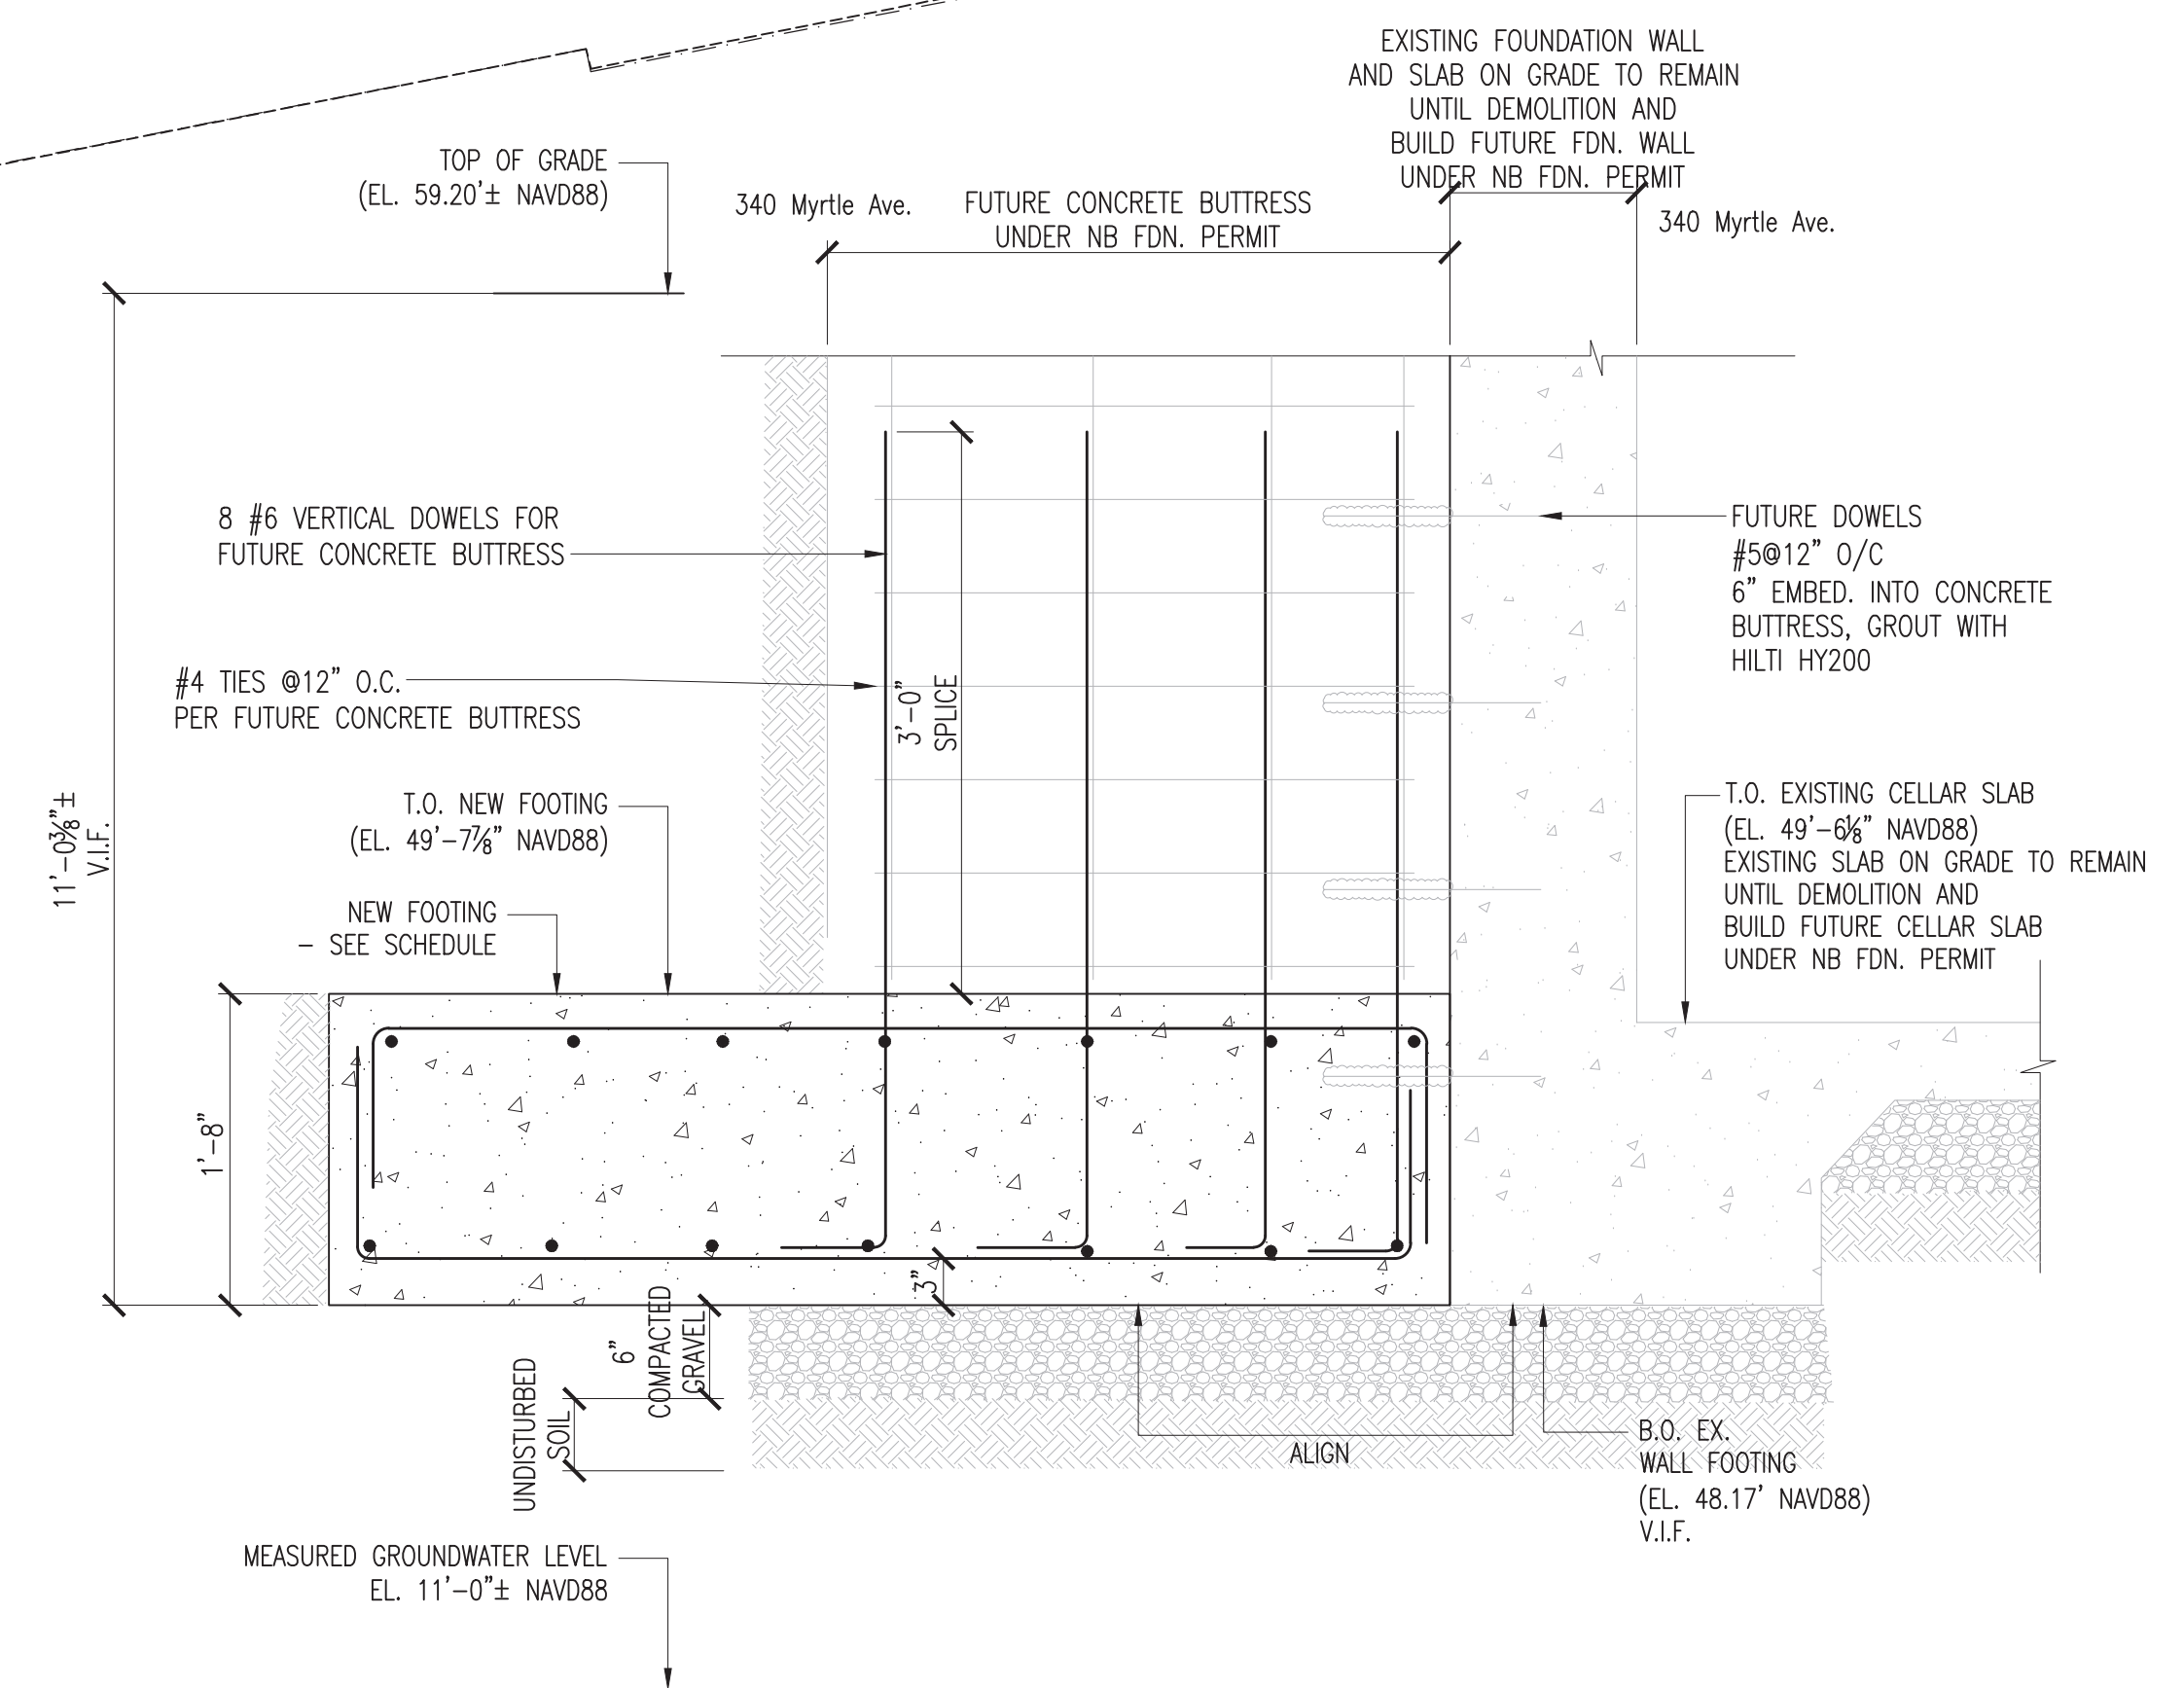 EXISTING FOUNDATION WALL
AND SLAB ON GRADE TO REMAIN
UNTIL DEMOLITION AND
BUILD FUTURE FDN. WALL
UNDER NB FDN. PERMIT
TOP OF GRADE
(EL. 59.20'± NAVD88)
340 Myrtle Ave.
FUTURE CONCRETE BUTTRESS
UNDER NB FDN. PERMIT
340 Myrtle Ave.
8 #6 VERTICAL DOWELS FOR
FUTURE CONCRETE BUTTRESS
FUTURE DOWELS
#5@12” O/C
6” EMBED. INTO CONCRETE
BUTTRESS, GROUT WITH
HILTI HY200
#4 TIES @12” O.C.
PER FUTURE CONCRETE BUTTRESS
3'-0”
SPLICE
11'-0⅜”±
V.I.F.
T.O. NEW FOOTING
(EL. 49'-7⅞” NAVD88)
T.O. EXISTING CELLAR SLAB
(EL. 49'-6⅛” NAVD88)
EXISTING SLAB ON GRADE TO REMAIN
UNTIL DEMOLITION AND
BUILD FUTURE CELLAR SLAB
UNDER NB FDN. PERMIT
NEW FOOTING
- SEE SCHEDULE
1'-8”
3”
6”
COMPACTED
GRAVEL
UNDISTURBED
SOIL
ALIGN
B.O. EX.
WALL FOOTING
(EL. 48.17' NAVD88)
V.I.F.
MEASURED GROUNDWATER LEVEL
EL. 11'-0”± NAVD88